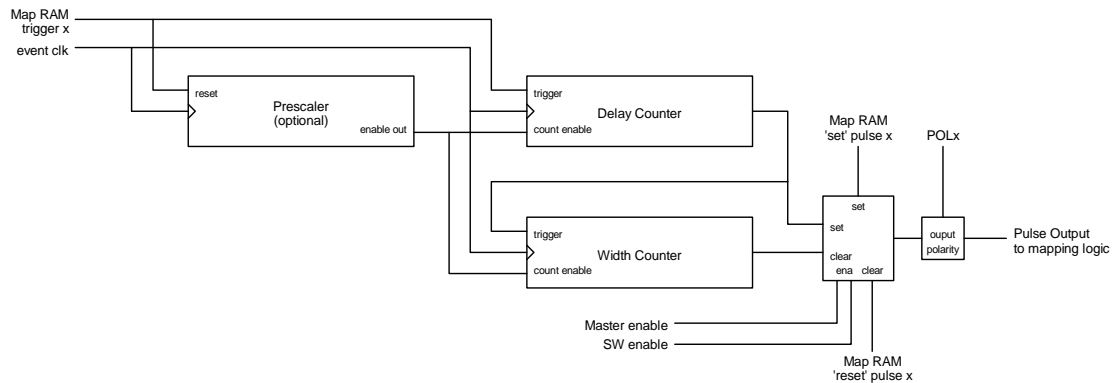 Map RAM
trigger x
event clk
reset
Prescaler
(optional)
enable out
trigger
Delay Counter
count enable
Map RAM
'set' pulse x
POLx
set
set
clear
ena clear
ouput
polarity
Pulse Output
to mapping logic
trigger
Width Counter
count enable
Master enable
SW enable
Map RAM
'reset' pulse x